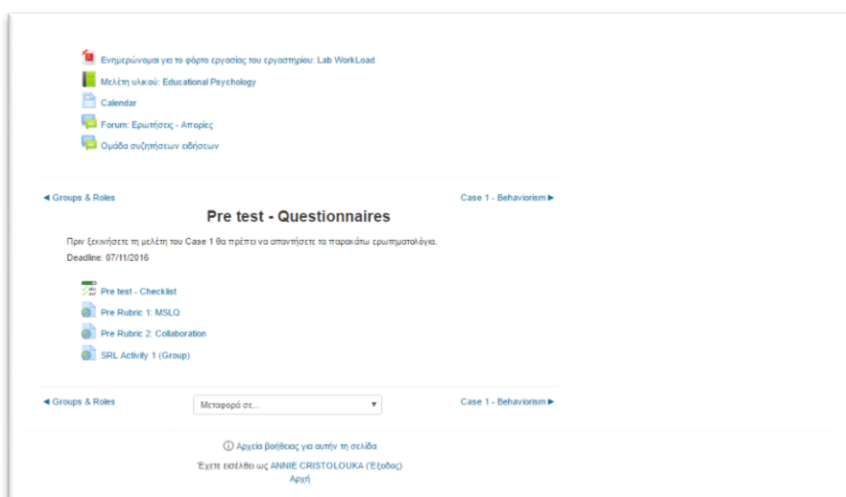 Ενημερώνομαι για το φόρτο εργασίας του εργαστηρίου: Lab WorkLoad
Μελέτη υλικού: Educational Psychology
Calendar
Forum: Ερωτήσεις - Απορίες
Ομάδα συζητήσεων ειδήσεων
◄ Groups & Roles
Case 1 - Behaviorism ►
Pre test - Questionnaires
Πριν ξεκινήσετε τη μελέτη του Case 1 θα πρέπει να απαντήσετε τα παρακάτω ερωτηματολόγια.
Deadline: 07/11/2016
Pre test - Checklist
Pre Rubric 1: MSLQ
Pre Rubric 2: Collaboration
SRL Activity 1 (Group)
◄ Groups & Roles
Μεταφορά σε...
Case 1 - Behaviorism ►
Αρχεία βοήθειας για αυτήν τη σελίδα
Έχετε εισέλθει ως ANNIE CRISTOLOUKA (Έξοδος)
Αρχή